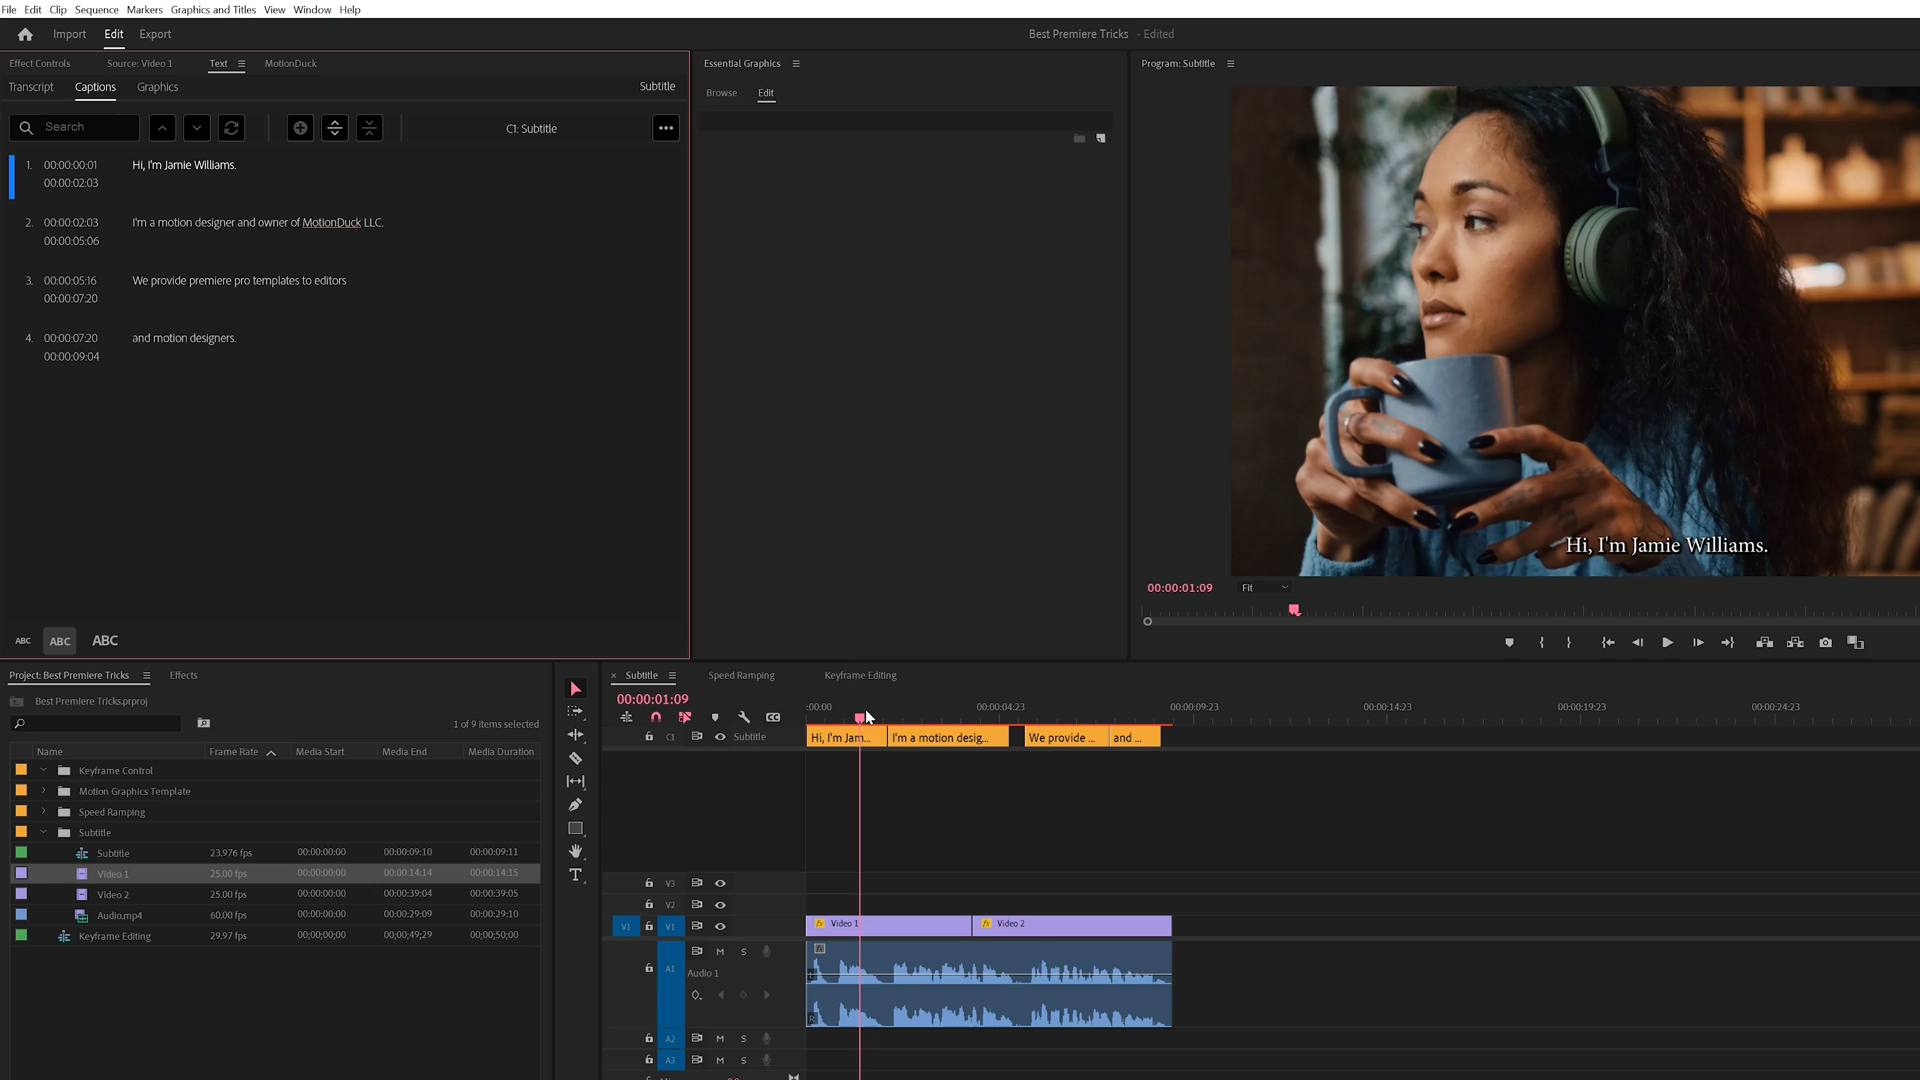 File Edit Clip Sequence Markers Graphics and Titles View Window Help
Import Edit Export
Best Premiere Tricks - Edited
Effect Controls Source: Video 1 Text MotionDuck
Transcript Captions Graphics Subtitle
Search
C1: Subtitle
1. 00:00:00:01 Hi, I'm Jamie Williams.
00:00:02:03
2. 00:00:02:03 I'm a motion designer and owner of MotionDuck LLC.
00:00:05:06
3. 00:00:05:16 We provide premiere pro templates to editors
00:00:07:20
4. 00:00:07:20 and motion designers.
00:00:09:04
ABC ABC ABC
Essential Graphics
Browse Edit
Program: Subtitle
Hi, I'm Jamie Williams.
00:00:01:09 Fit
Project: Best Premiere Tricks Effects
Best Premiere Tricks.prproj
1 of 9 items selected
Name Frame Rate Media Start Media End Media Duration
Keyframe Control
Motion Graphics Template
Speed Ramping
Subtitle
Subtitle 23.976 fps 00:00:00:00 00:00:09:10 00:00:09:11
Video 1 25.00 fps 00:00:00:00 00:00:14:14 00:00:14:15
Video 2 25.00 fps 00:00:00:00 00:00:39:04 00:00:39:05
Audio.mp4 60.00 fps 00:00:00:00 00:00:29:09 00:00:29:10
Keyframe Editing 29.97 fps 00;00;00;00 00;00;49;29 00;00;50;00
× Subtitle Speed Ramping Keyframe Editing
00:00:01:09
:00:00 00:00:04:23 00:00:09:23 00:00:14:23 00:00:19:23 00:00:24:23
C1 Subtitle Hi, I'm Jam... I'm a motion desig... We provide ... and ...
V3
V2
V1 V1 fx Video 1 fx Video 2
M S
A1 Audio 1
L
R
A2 M S
A3 M S